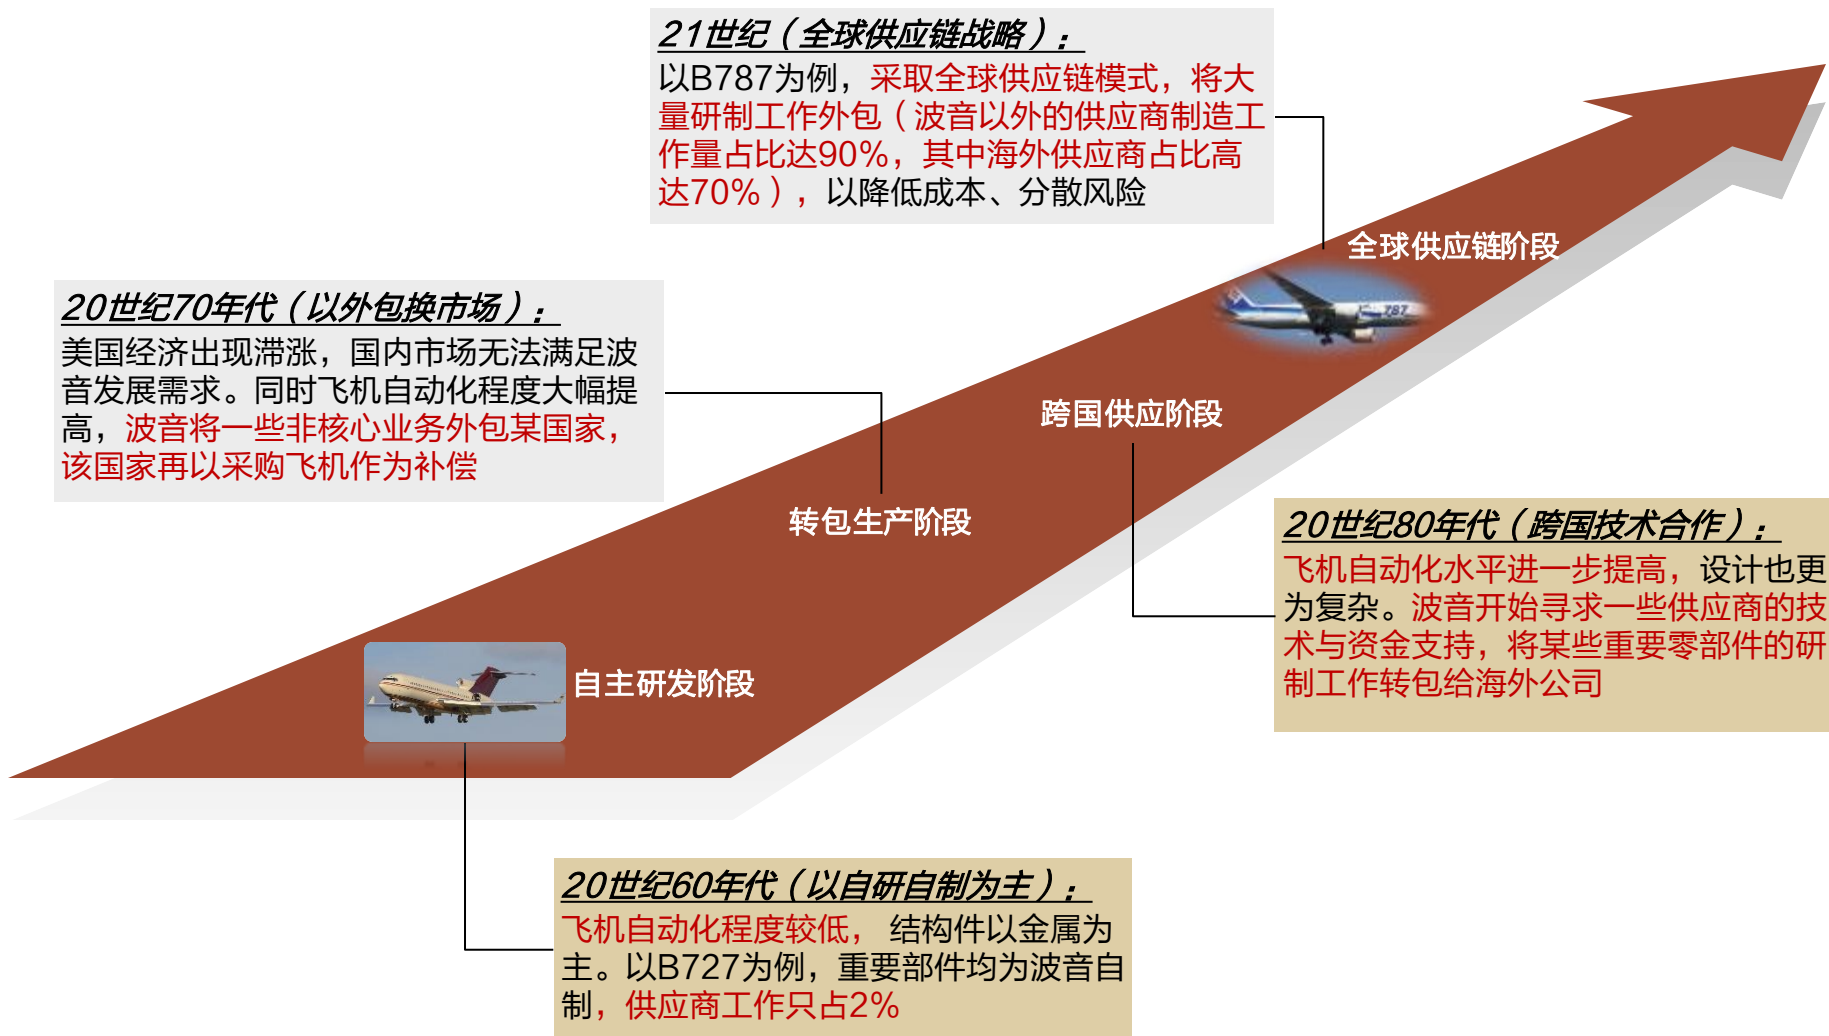 21世纪（全球供应链战略）：
以B787为例，采取全球供应链模式，将大
量研制工作外包（波音以外的供应商制造工
作量占比达90%，其中海外供应商占比高
达70%），以降低成本、分散风险
全球供应链阶段
787
20世纪70年代（以外包换市场）：
美国经济出现滞涨，国内市场无法满足波
音发展需求。同时飞机自动化程度大幅提
高，波音将一些非核心业务外包某国家，
该国家再以采购飞机作为补偿
跨国供应阶段
转包生产阶段
20世纪80年代（跨国技术合作）：
飞机自动化水平进一步提高，设计也更
为复杂。波音开始寻求一些供应商的技
术与资金支持，将某些重要零部件的研
制工作转包给海外公司
自主研发阶段
20世纪60年代（以自研自制为主）：
飞机自动化程度较低， 结构件以金属为
主。以B727为例，重要部件均为波音自
制，供应商工作只占2%